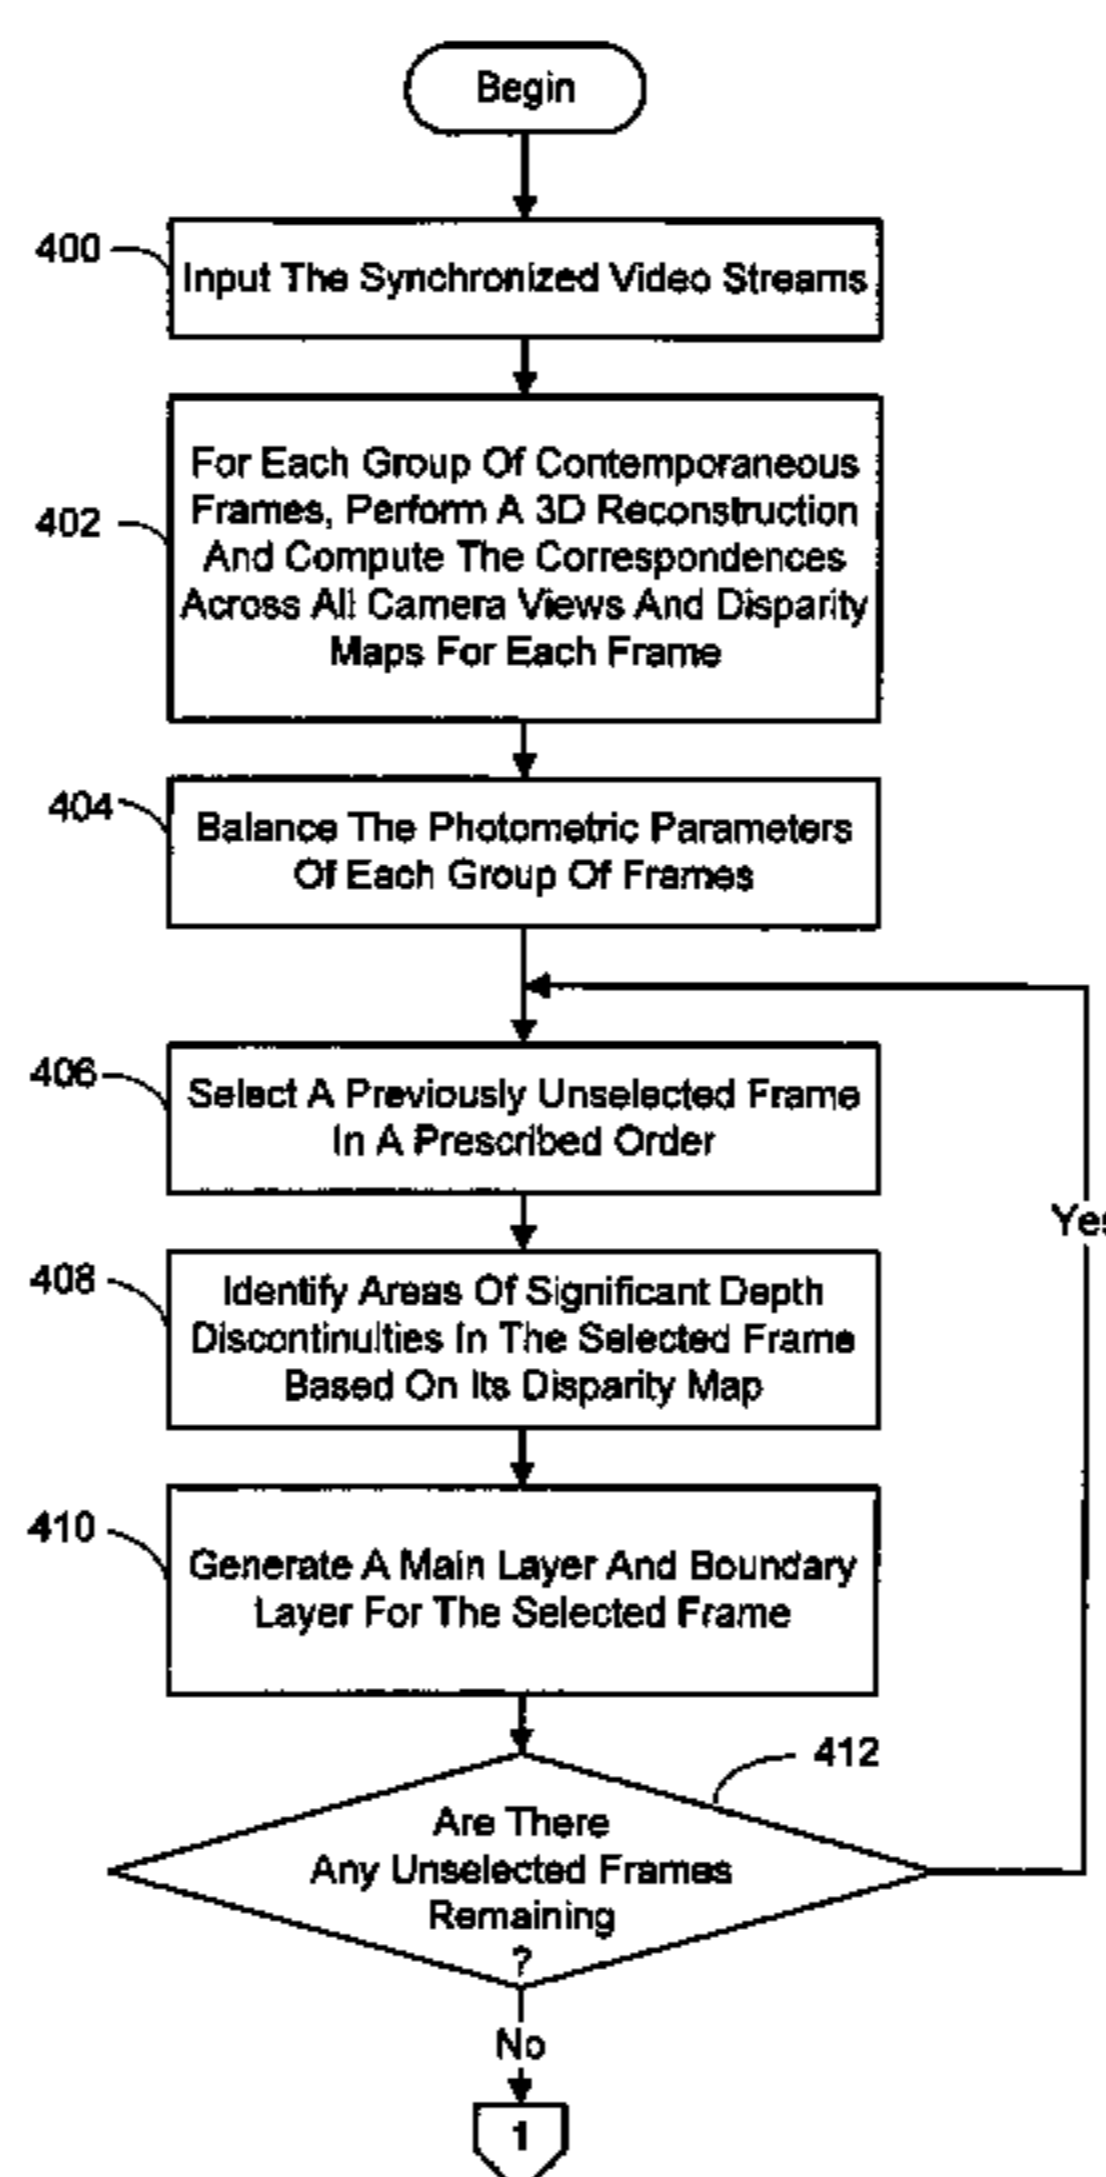 Begin
400
Input The Synchronized Video Streams
402
For Each Group Of Contemporaneous
Frames, Perform A 3D Reconstruction
And Compute The Correspondences
Across All Camera Views And Disparity
Maps For Each Frame
404
Balance The Photometric Parameters
Of Each Group Of Frames
406
Select A Previously Unselected Frame
In A Prescribed Order
Yes
408
Identify Areas Of Significant Depth
Discontinuities In The Selected Frame
Based On Its Disparity Map
410
Generate A Main Layer And Boundary
Layer For The Selected Frame
412
Are There
Any Unselected Frames
Remaining
?
No
1